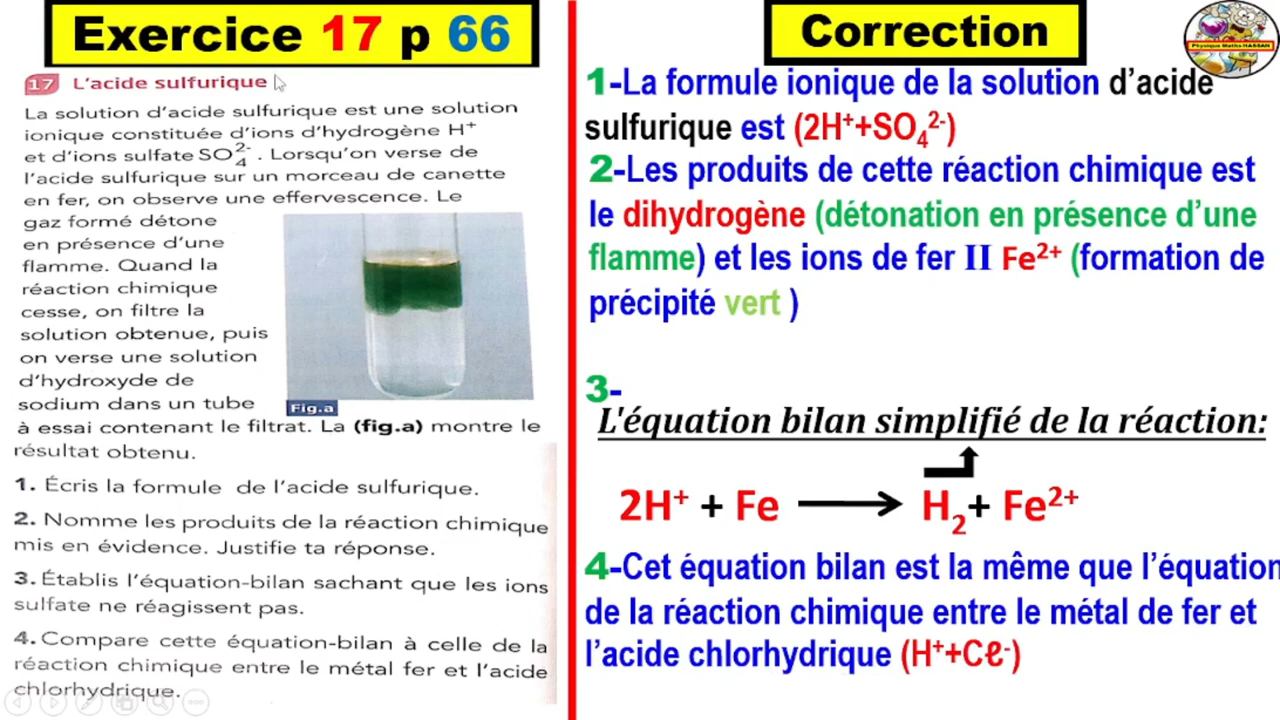 Exercice 17 p 66
17 L'acide sulfurique
La solution d'acide sulfurique est une solution
ionique constituée d'ions d'hydrogène H⁺
et d'ions sulfate SO₄²⁻. Lorsqu'on verse de
l'acide sulfurique sur un morceau de canette
en fer, on observe une effervescence. Le
gaz formé détone
en présence d'une
flamme. Quand la
réaction chimique
cesse, on filtre la
solution obtenue, puis
on verse une solution
d'hydroxyde de
sodium dans un tube
Fig.a
à essai contenant le filtrat. La (fig.a) montre le
résultat obtenu.
1. Écris la formule de l'acide sulfurique.
2. Nomme les produits de la réaction chimique
mis en évidence. Justifie ta réponse.
3. Établis l'équation-bilan sachant que les ions
sulfate ne réagissent pas.
4. Compare cette équation-bilan à celle de la
réaction chimique entre le métal fer et l'acide
chlorhydrique.
Correction
Physique Maths HASSAN
1-La formule ionique de la solution d'acide
sulfurique est (2H⁺+SO₄²⁻)
2-Les produits de cette réaction chimique est
le dihydrogène (détonation en présence d'une
flamme) et les ions de fer II Fe²⁺ (formation de
précipité vert )
3-
L'équation bilan simplifié de la réaction:
2H⁺ + Fe ⟶ H₂+ Fe²⁺
4-Cet équation bilan est la même que l'équation
de la réaction chimique entre le métal de fer et
l'acide chlorhydrique (H⁺+Cℓ⁻)